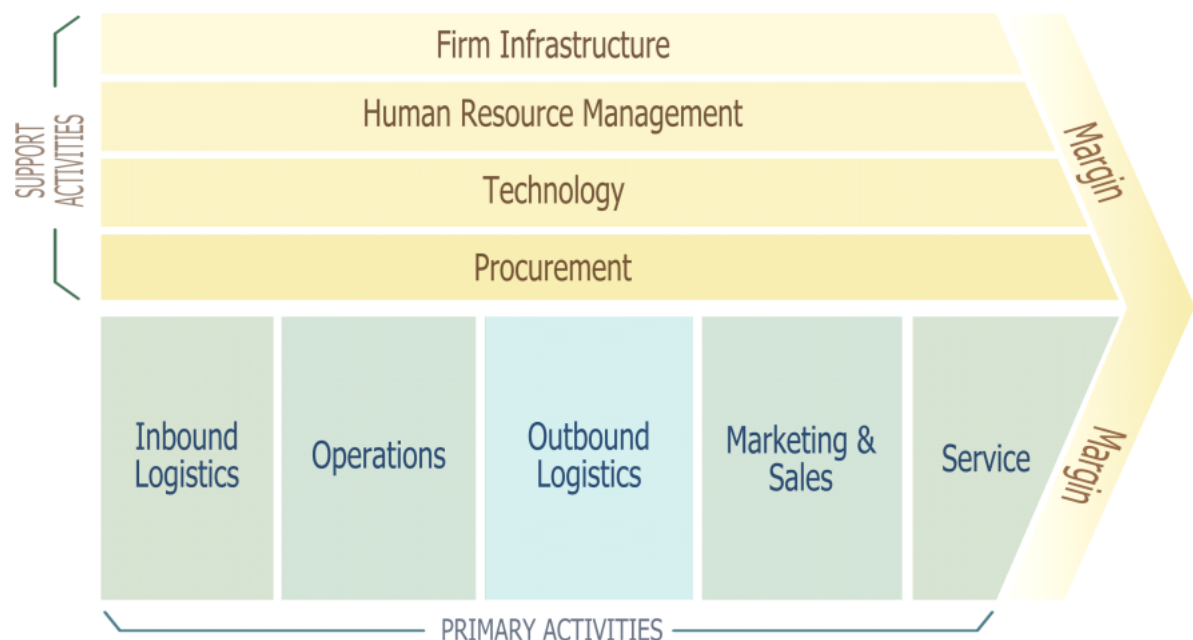 SUPPORT
ACTIVITIES
Firm Infrastructure
Human Resource Management
Technology
Procurement
Margin
Inbound
Logistics
Operations
Outbound
Logistics
Marketing &
Sales
Service
Margin
PRIMARY ACTIVITIES